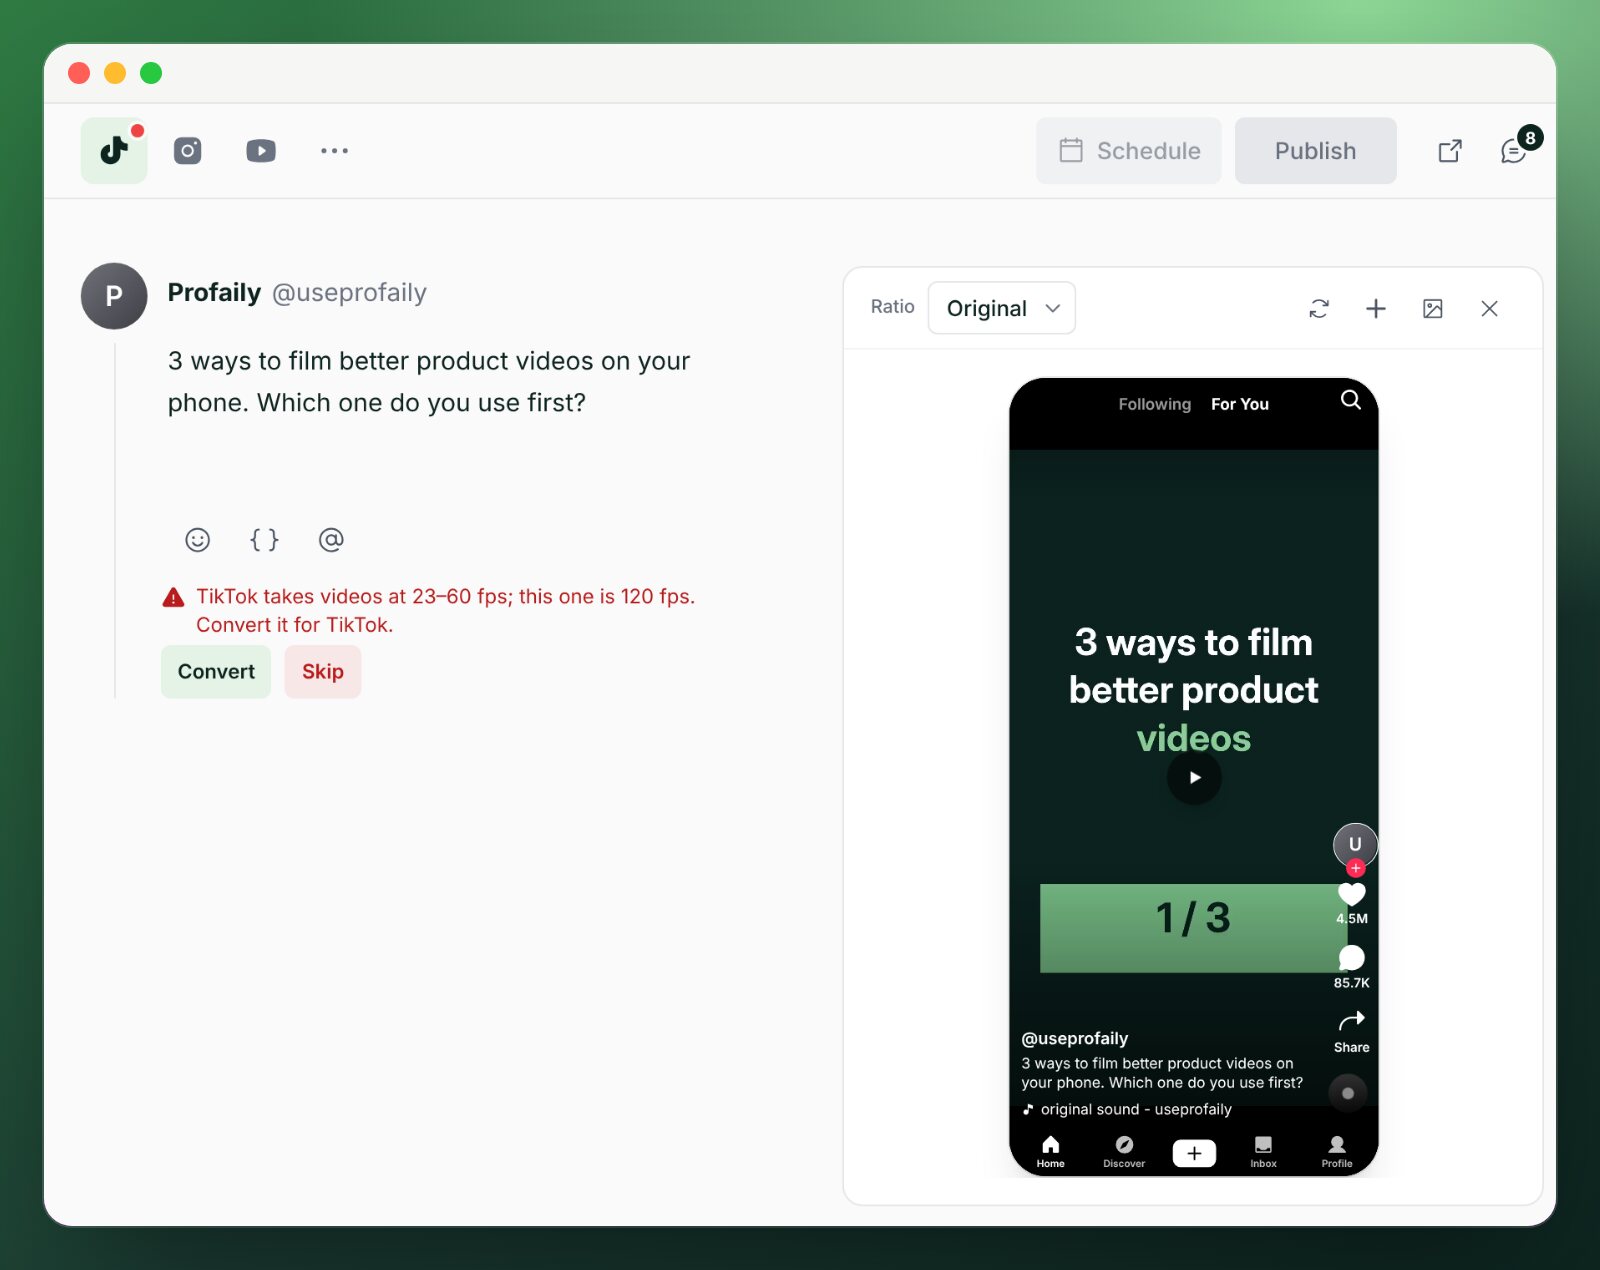 Schedule
Publish
8
P
Profaily @useprofaily
3 ways to film better product videos on your
phone. Which one do you use first?
{ } @
TikTok takes videos at 23–60 fps; this one is 120 fps.
Convert it for TikTok.
Convert
Skip
Ratio
Original
Following
For You
3 ways to film
better product
videos
U
4.5M
1 / 3
85.7K
Share
@useprofaily
3 ways to film better product videos on
your phone. Which one do you use first?
original sound - useprofaily
Home
Discover
Inbox
Profile